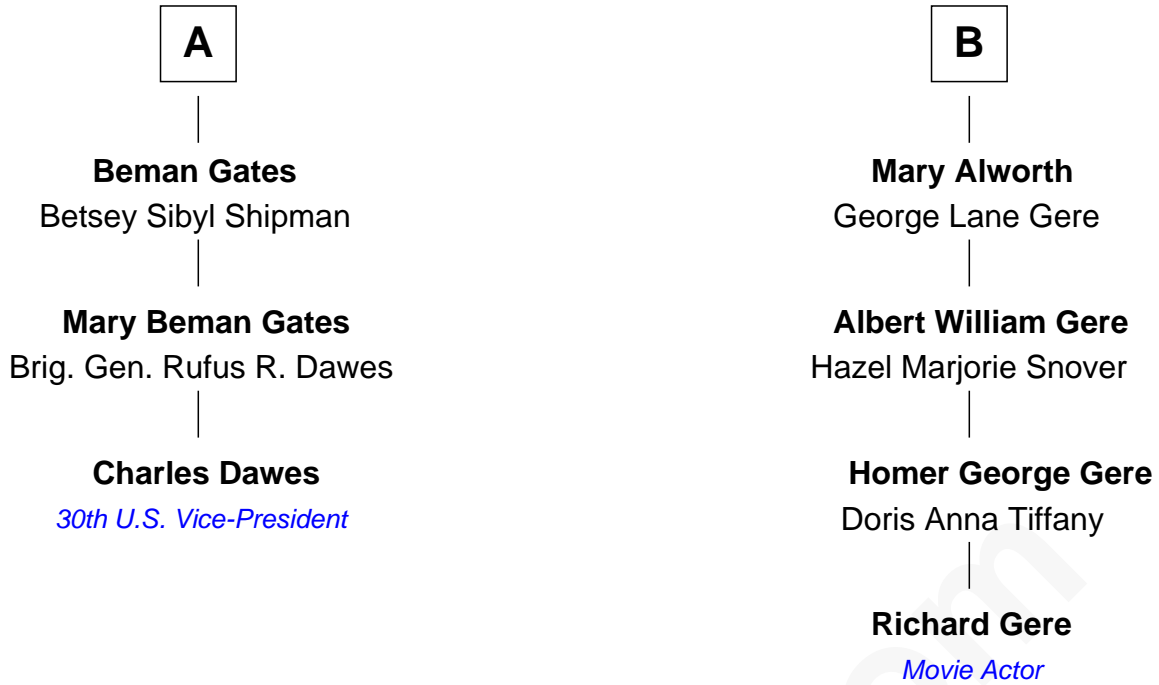 A
Beman Gates
Betsey Sibyl Shipman
Mary Beman Gates
Brig. Gen. Rufus R. Dawes
Charles Dawes
30th U.S. Vice-President
B
Mary Alworth
George Lane Gere
Albert William Gere
Hazel Marjorie Snover
Homer George Gere
Doris Anna Tiffany
Richard Gere
Movie Actor